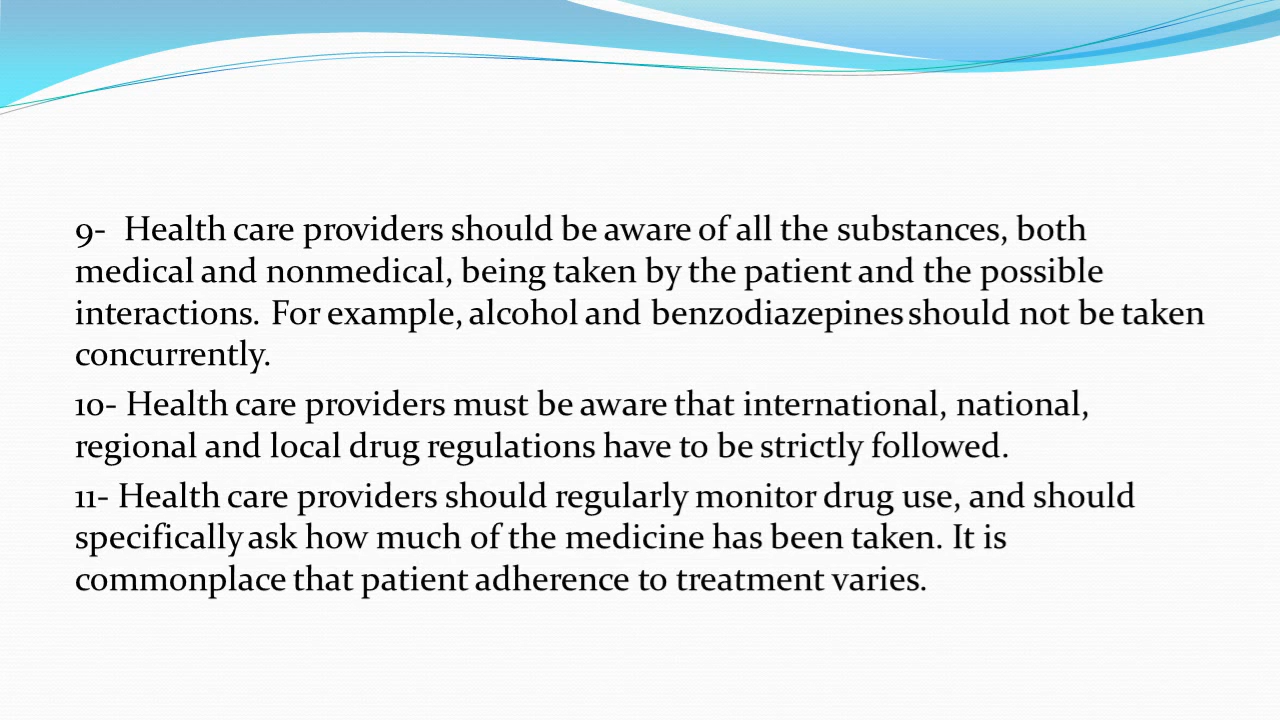 9-  Health care providers should be aware of all the substances, both
medical and nonmedical, being taken by the patient and the possible
interactions.  For example, alcohol and benzodiazepines should not be taken
concurrently.
10- Health care providers must be aware that international, national,
regional and local drug regulations have to be strictly followed.
11- Health care providers should regularly monitor drug use, and should
specifically ask how much of the medicine has been taken. It is
commonplace that patient adherence to treatment varies.